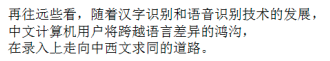 再往远些看，随着汉字识别和语音识别技术的发展，
中文计算机用户将跨越语言差异的鸿沟，
在录入上走向中西文求同的道路。